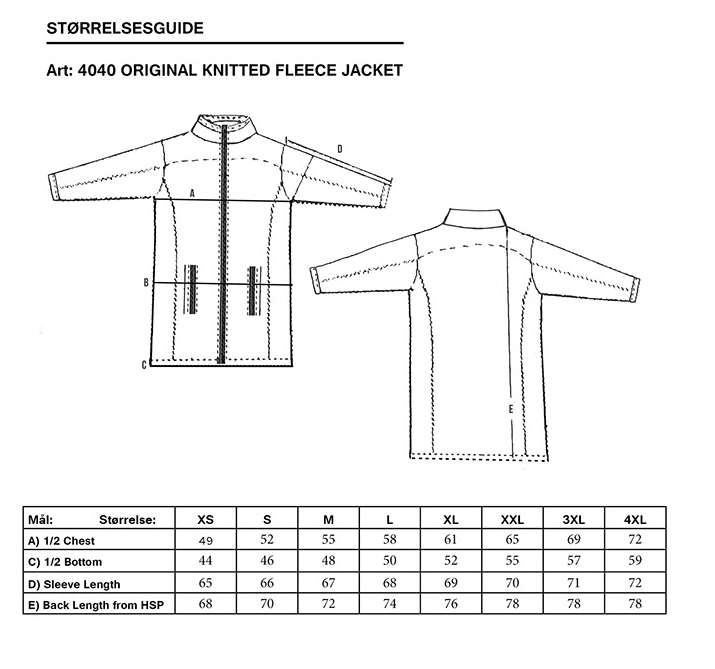 STØRRELSESGUIDE
Art: 4040 ORIGINAL KNITTED FLEECE JACKET
D
A
B
C
E
Mål: Størrelse: XS S M L XL XXL 3XL 4XL
A) 1/2 Chest 49 52 55 58 61 65 69 72
C) 1/2 Bottom 44 46 48 50 52 55 57 59
D) Sleeve Length 65 66 67 68 69 70 71 72
E) Back Length from HSP 68 70 72 74 76 78 78 78